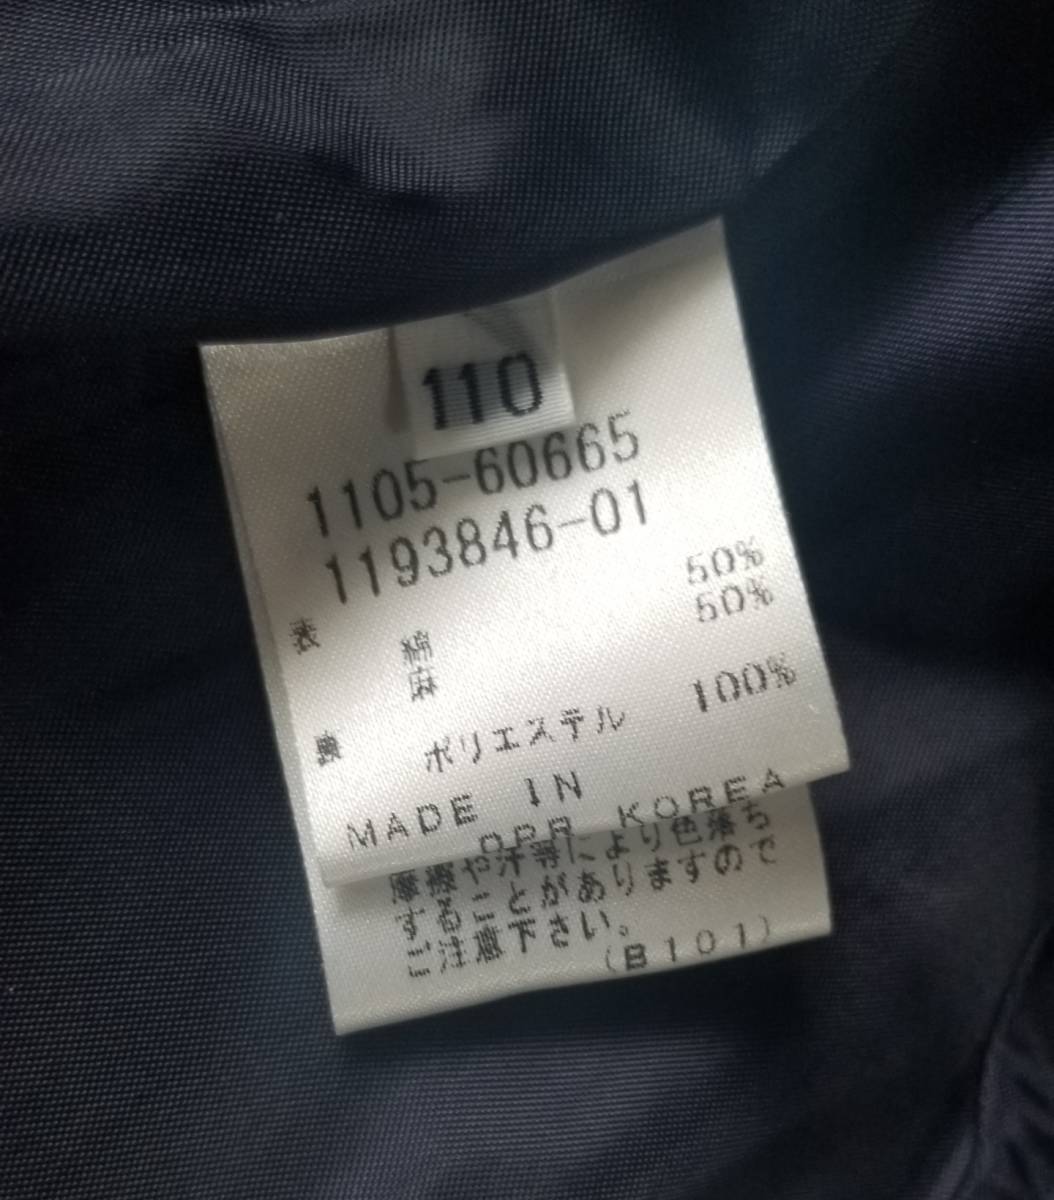 110
1105-60665
1193846-01
表 綿 50%
麻 50%
裏 ポリエステル 100%
MADE IN
DPR KOREA
摩擦や汗等により色落ち
することがありますので
ご注意下さい。
(B101)